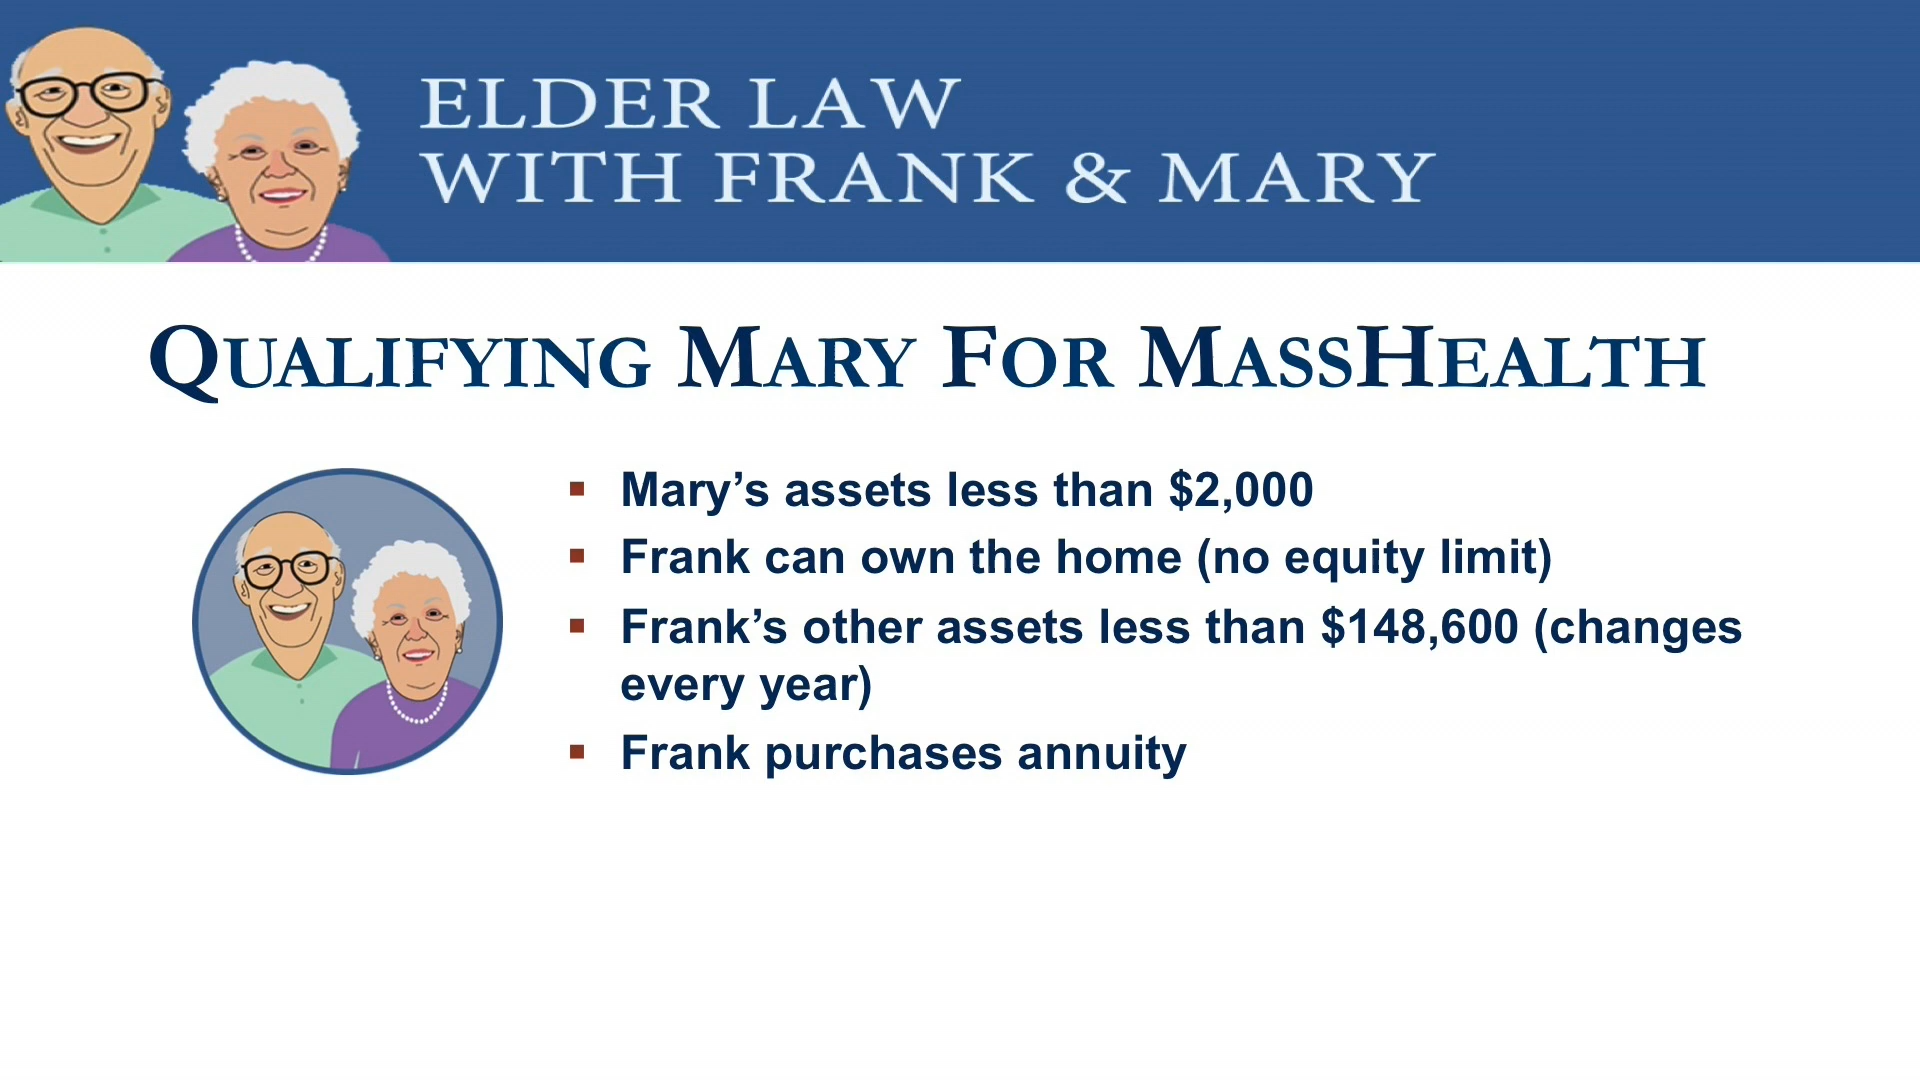 ELDER LAW
WITH FRANK & MARY
QUALIFYING MARY FOR MASSHEALTH
▪ Mary’s assets less than $2,000
▪ Frank can own the home (no equity limit)
▪ Frank’s other assets less than $148,600 (changes
every year)
▪ Frank purchases annuity